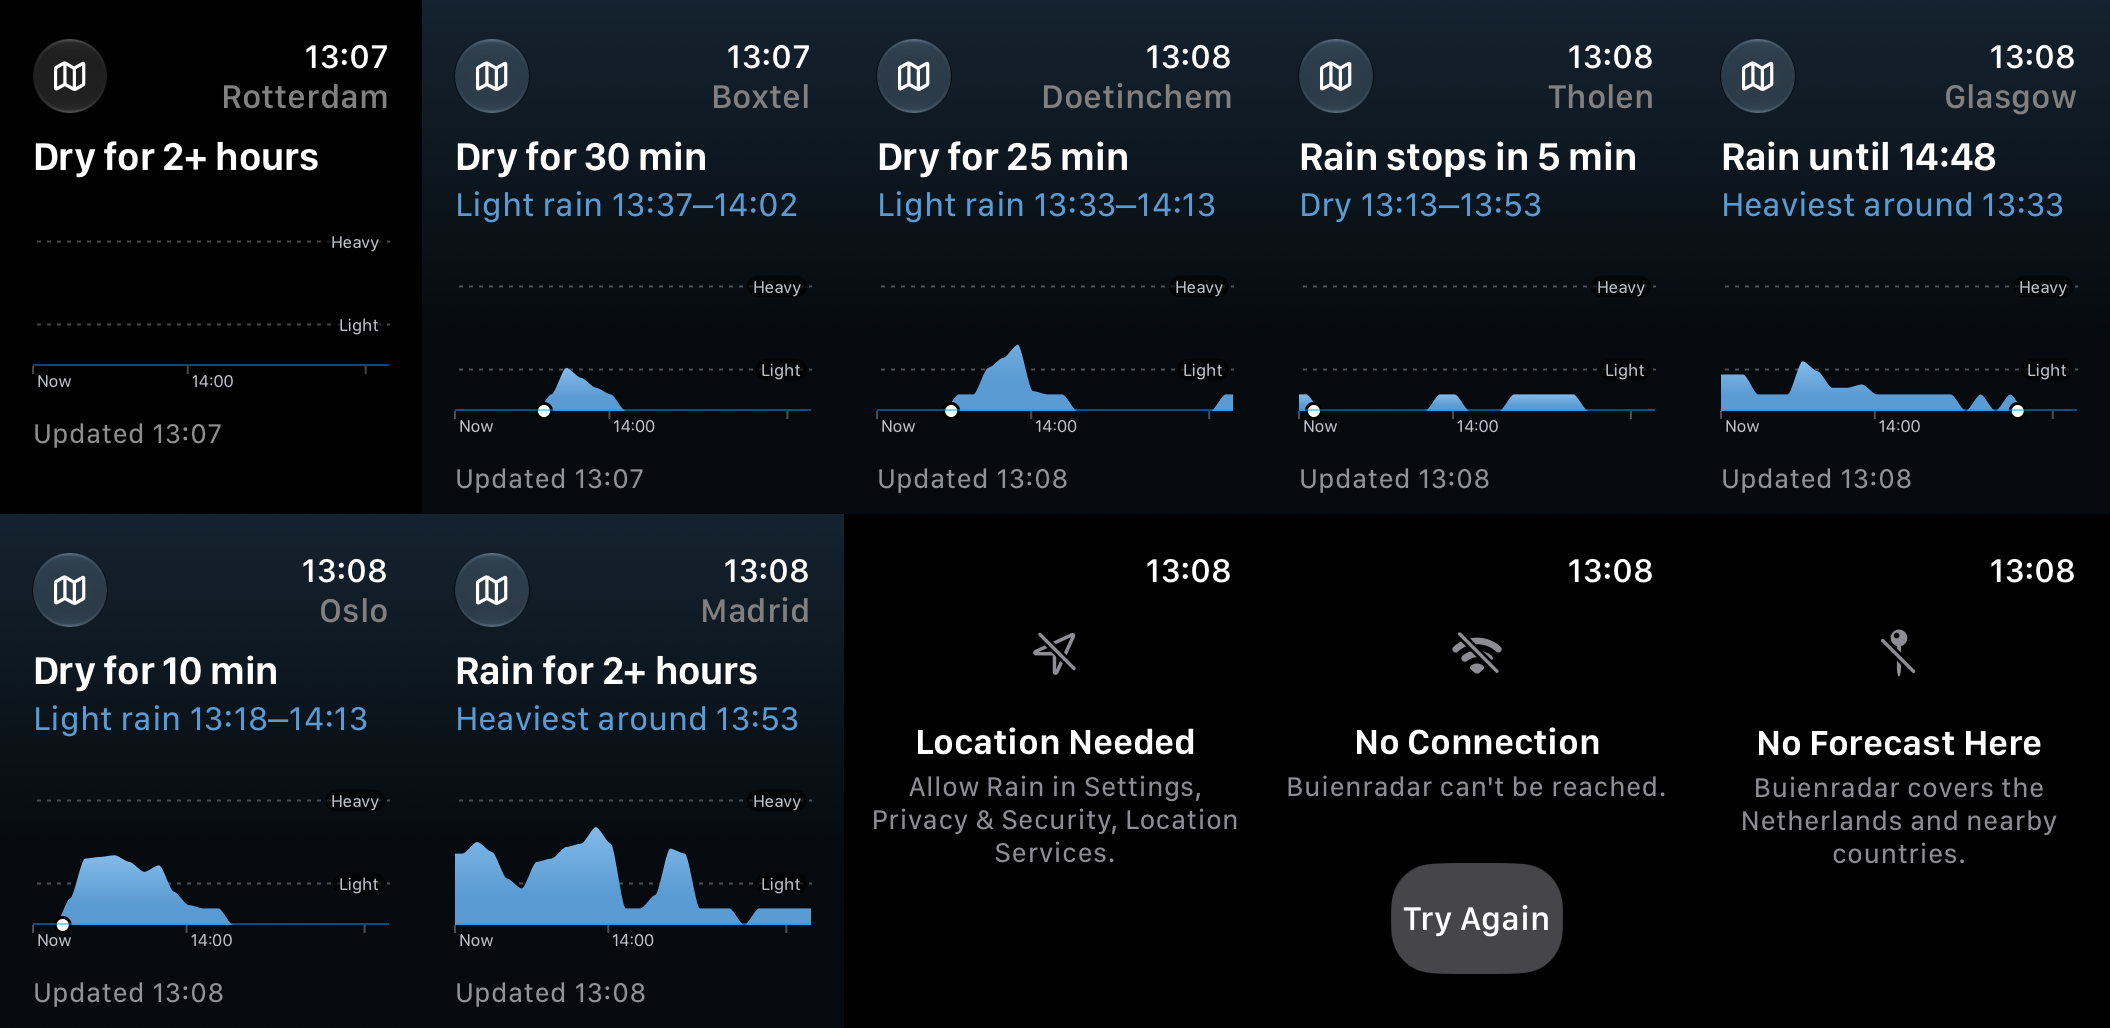 13:07
Rotterdam
Dry for 2+ hours
Heavy
Light
Now
14:00
Updated 13:07
13:07
Boxtel
Dry for 30 min
Light rain 13:37–14:02
Heavy
Light
Now
14:00
Updated 13:07
13:08
Doetinchem
Dry for 25 min
Light rain 13:33–14:13
Heavy
Light
Now
14:00
Updated 13:08
13:08
Tholen
Rain stops in 5 min
Dry 13:13–13:53
Heavy
Light
Now
14:00
Updated 13:08
13:08
Glasgow
Rain until 14:48
Heaviest around 13:33
Heavy
Light
Now
14:00
Updated 13:08
13:08
Oslo
Dry for 10 min
Light rain 13:18–14:13
Heavy
Light
Now
14:00
Updated 13:08
13:08
Madrid
Rain for 2+ hours
Heaviest around 13:53
Heavy
Light
Now
14:00
Updated 13:08
13:08
Location Needed
Allow Rain in Settings,
Privacy & Security, Location
Services.
13:08
No Connection
Buienradar can't be reached.
Try Again
13:08
No Forecast Here
Buienradar covers the
Netherlands and nearby
countries.